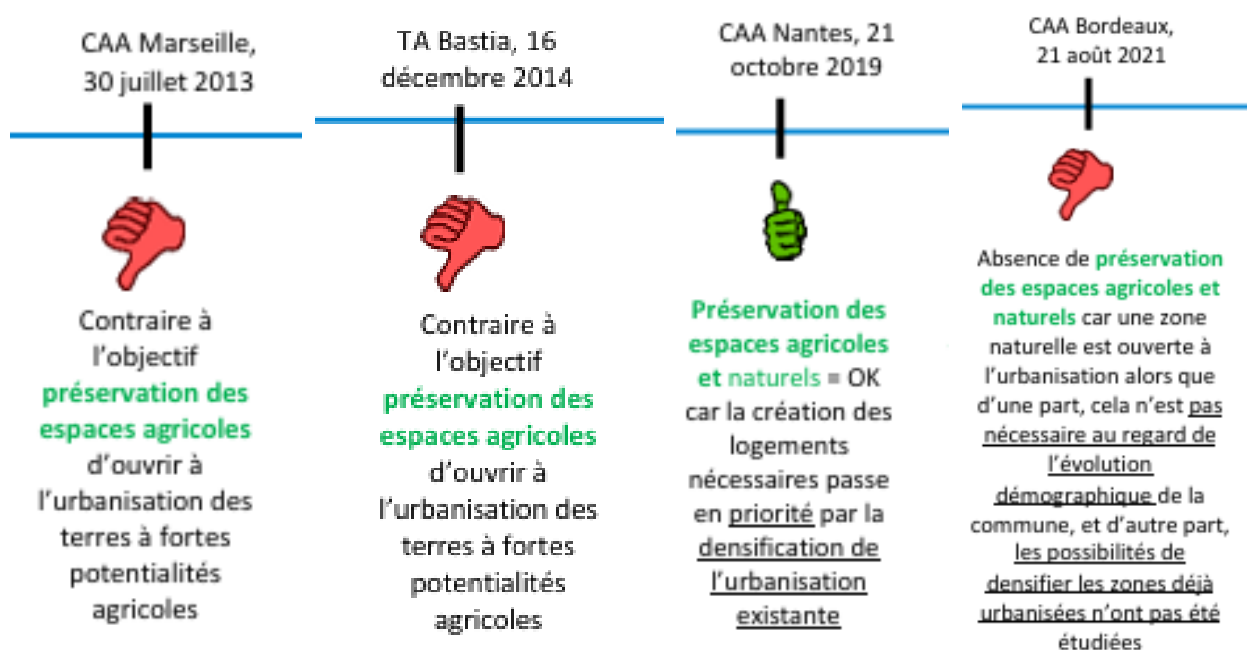 CAA Marseille,
30 juillet 2013
Contraire à
l'objectif
préservation des
espaces agricoles
d'ouvrir à
l'urbanisation des
terres à fortes
potentialités
agricoles
TA Bastia, 16
décembre 2014
Contraire à
l'objectif
préservation des
espaces agricoles
d'ouvrir à
l'urbanisation des
terres à fortes
potentialités
agricoles
CAA Nantes, 21
octobre 2019
Préservation des
espaces agricoles
et naturels = OK
car la création des
logements
nécessaires passe
en priorité par la
densification de
l'urbanisation
existante
CAA Bordeaux,
21 août 2021
Absence de préservation
des espaces agricoles et
naturels car une zone
naturelle est ouverte à
l'urbanisation alors que
d'une part, cela n'est pas
nécessaire au regard de
l'évolution
démographique de la
commune, et d'autre part,
les possibilités de
densifier les zones déjà
urbanisées n'ont pas été
étudiées